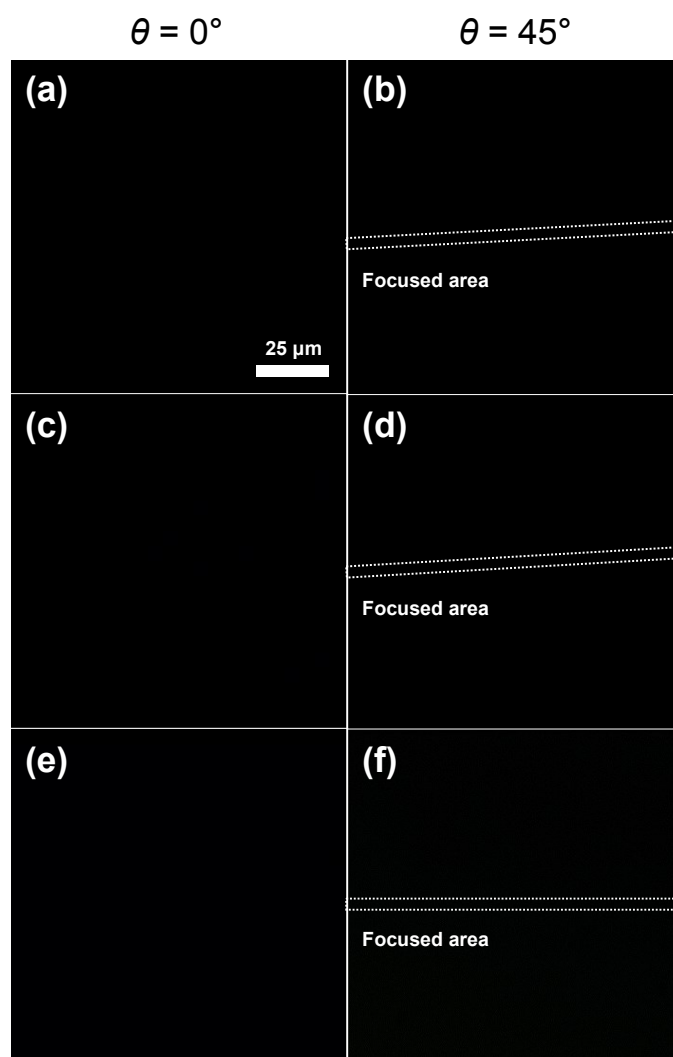 θ = 0°
θ = 45°
(a)
(b)
Focused area
25 μm
(c)
(d)
Focused area
(e)
(f)
Focused area